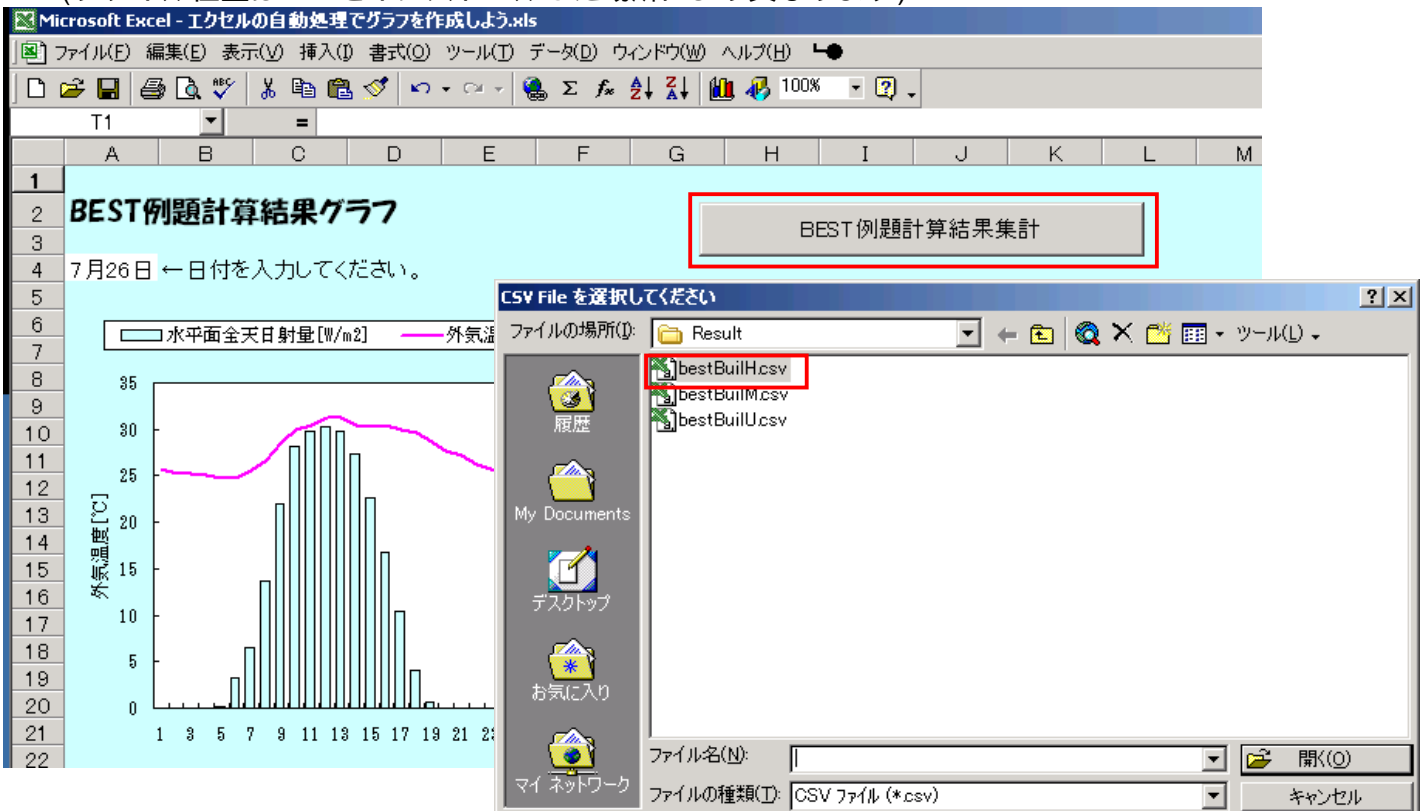 Microsoft Excel - エクセルの自動処理でグラフを作成しよう.xls
ファイル(F) 編集(E) 表示(V) 挿入(I) 書式(O) ツール(T) データ(D) ウィンドウ(W) ヘルプ(H)
100%
T1 =
A B C D E F G H I J K L M
1
2 BEST例題計算結果グラフ
BEST例題計算結果集計
3
4 7月26日 ←日付を入力してください。
5
6 水平面全天日射量[W/m2] 外気温
7
8
9
10
11
12
13
14
15
16
17
18
19
20
21
22
35
30
25
20
15
10
5
0
外気温度[℃]
1 3 5 7 9 11 13 15 17 19 21
CSV File を選択してください
ファイルの場所(I): Result ツール(L)
bestBuilH.csv
bestBuilM.csv
bestBuilU.csv
履歴
My Documents
デスクトップ
お気に入り
マイ ネットワーク
ファイル名(N): 開く(O)
ファイルの種類(T): CSV ファイル (*.csv) キャンセル